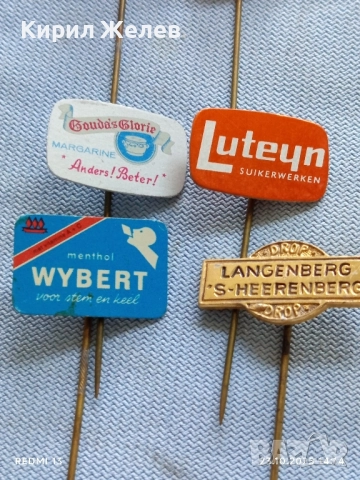 Кирил Желев
Gouda's Glorie
MARGARINE
"Anders! Beter!"
Luteyn
SUIKERWERKEN
menthol
WYBERT
voor stem en keel
DROP
LANGENBERG
'S-HEERENBERG
DROP
REDMI 13